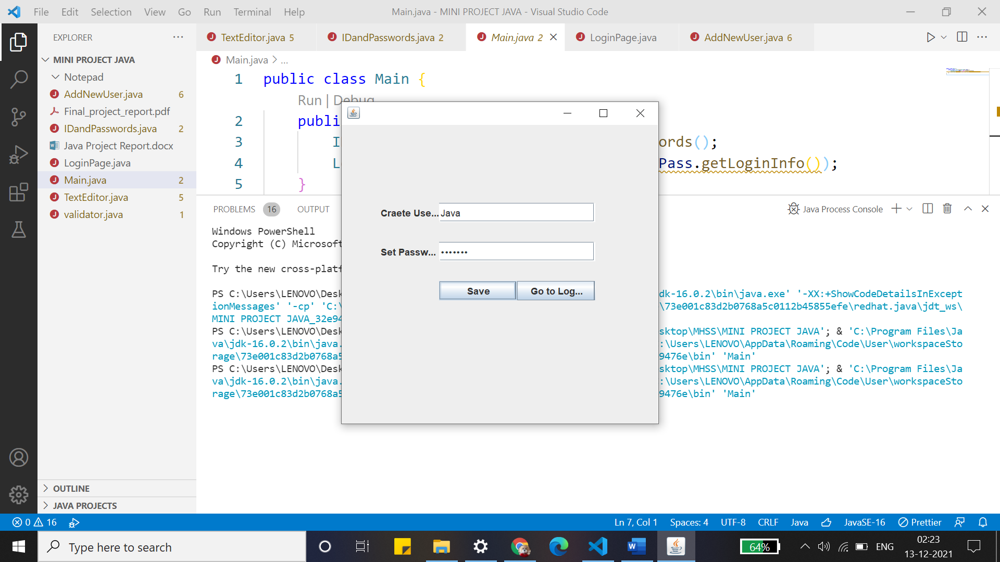 File Edit Selection View Go Run Terminal Help
Main.java - MINI PROJECT JAVA - Visual Studio Code
EXPLORER
MINI PROJECT JAVA
Notepad
AddNewUser.java 6
Final_project_report.pdf
IDandPasswords.java 2
Java Project Report.docx
LoginPage.java
Main.java 2
TextEditor.java 5
validator.java 1
OUTLINE
JAVA PROJECTS
TextEditor.java 5 IDandPasswords.java 2 Main.java 2 LoginPage.java AddNewUser.java 6
Main.java > ...
1 public class Main {
Run | Debug
2 publi
3 I ords();
4 L Pass.getLoginInfo());
5 }
PROBLEMS 16 OUTPUT Java Process Console
Windows PowerShell
Copyright (C) Microsoft
Try the new cross-platf
PS C:\Users\LENOVO\Desk dk-16.0.2\bin\java.exe' '-XX:+ShowCodeDetailsInExcept
ionMessages' '-cp' 'C:\ \73e001c83d2b0768a5c0112b45855efe\redhat.java\jdt_ws\
MINI PROJECT JAVA_32e94
PS C:\Users\LENOVO\Desk sktop\MHSS\MINI PROJECT JAVA'; & 'C:\Program Files\Ja
va\jdk-16.0.2\bin\java. :\Users\LENOVO\AppData\Roaming\Code\User\workspaceSto
rage\73e001c83d2b0768a5 9476e\bin' 'Main'
PS C:\Users\LENOVO\Desk sktop\MHSS\MINI PROJECT JAVA'; & 'C:\Program Files\Ja
va\jdk-16.0.2\bin\java. :\Users\LENOVO\AppData\Roaming\Code\User\workspaceSto
rage\73e001c83d2b0768a5 9476e\bin' 'Main'
Craete Use... Java
Set Passw... •••••••
Save Go to Log...
0 16 Ln 7, Col 1 Spaces: 4 UTF-8 CRLF Java JavaSE-16 Prettier
Type here to search
64% ENG
02:23
13-12-2021